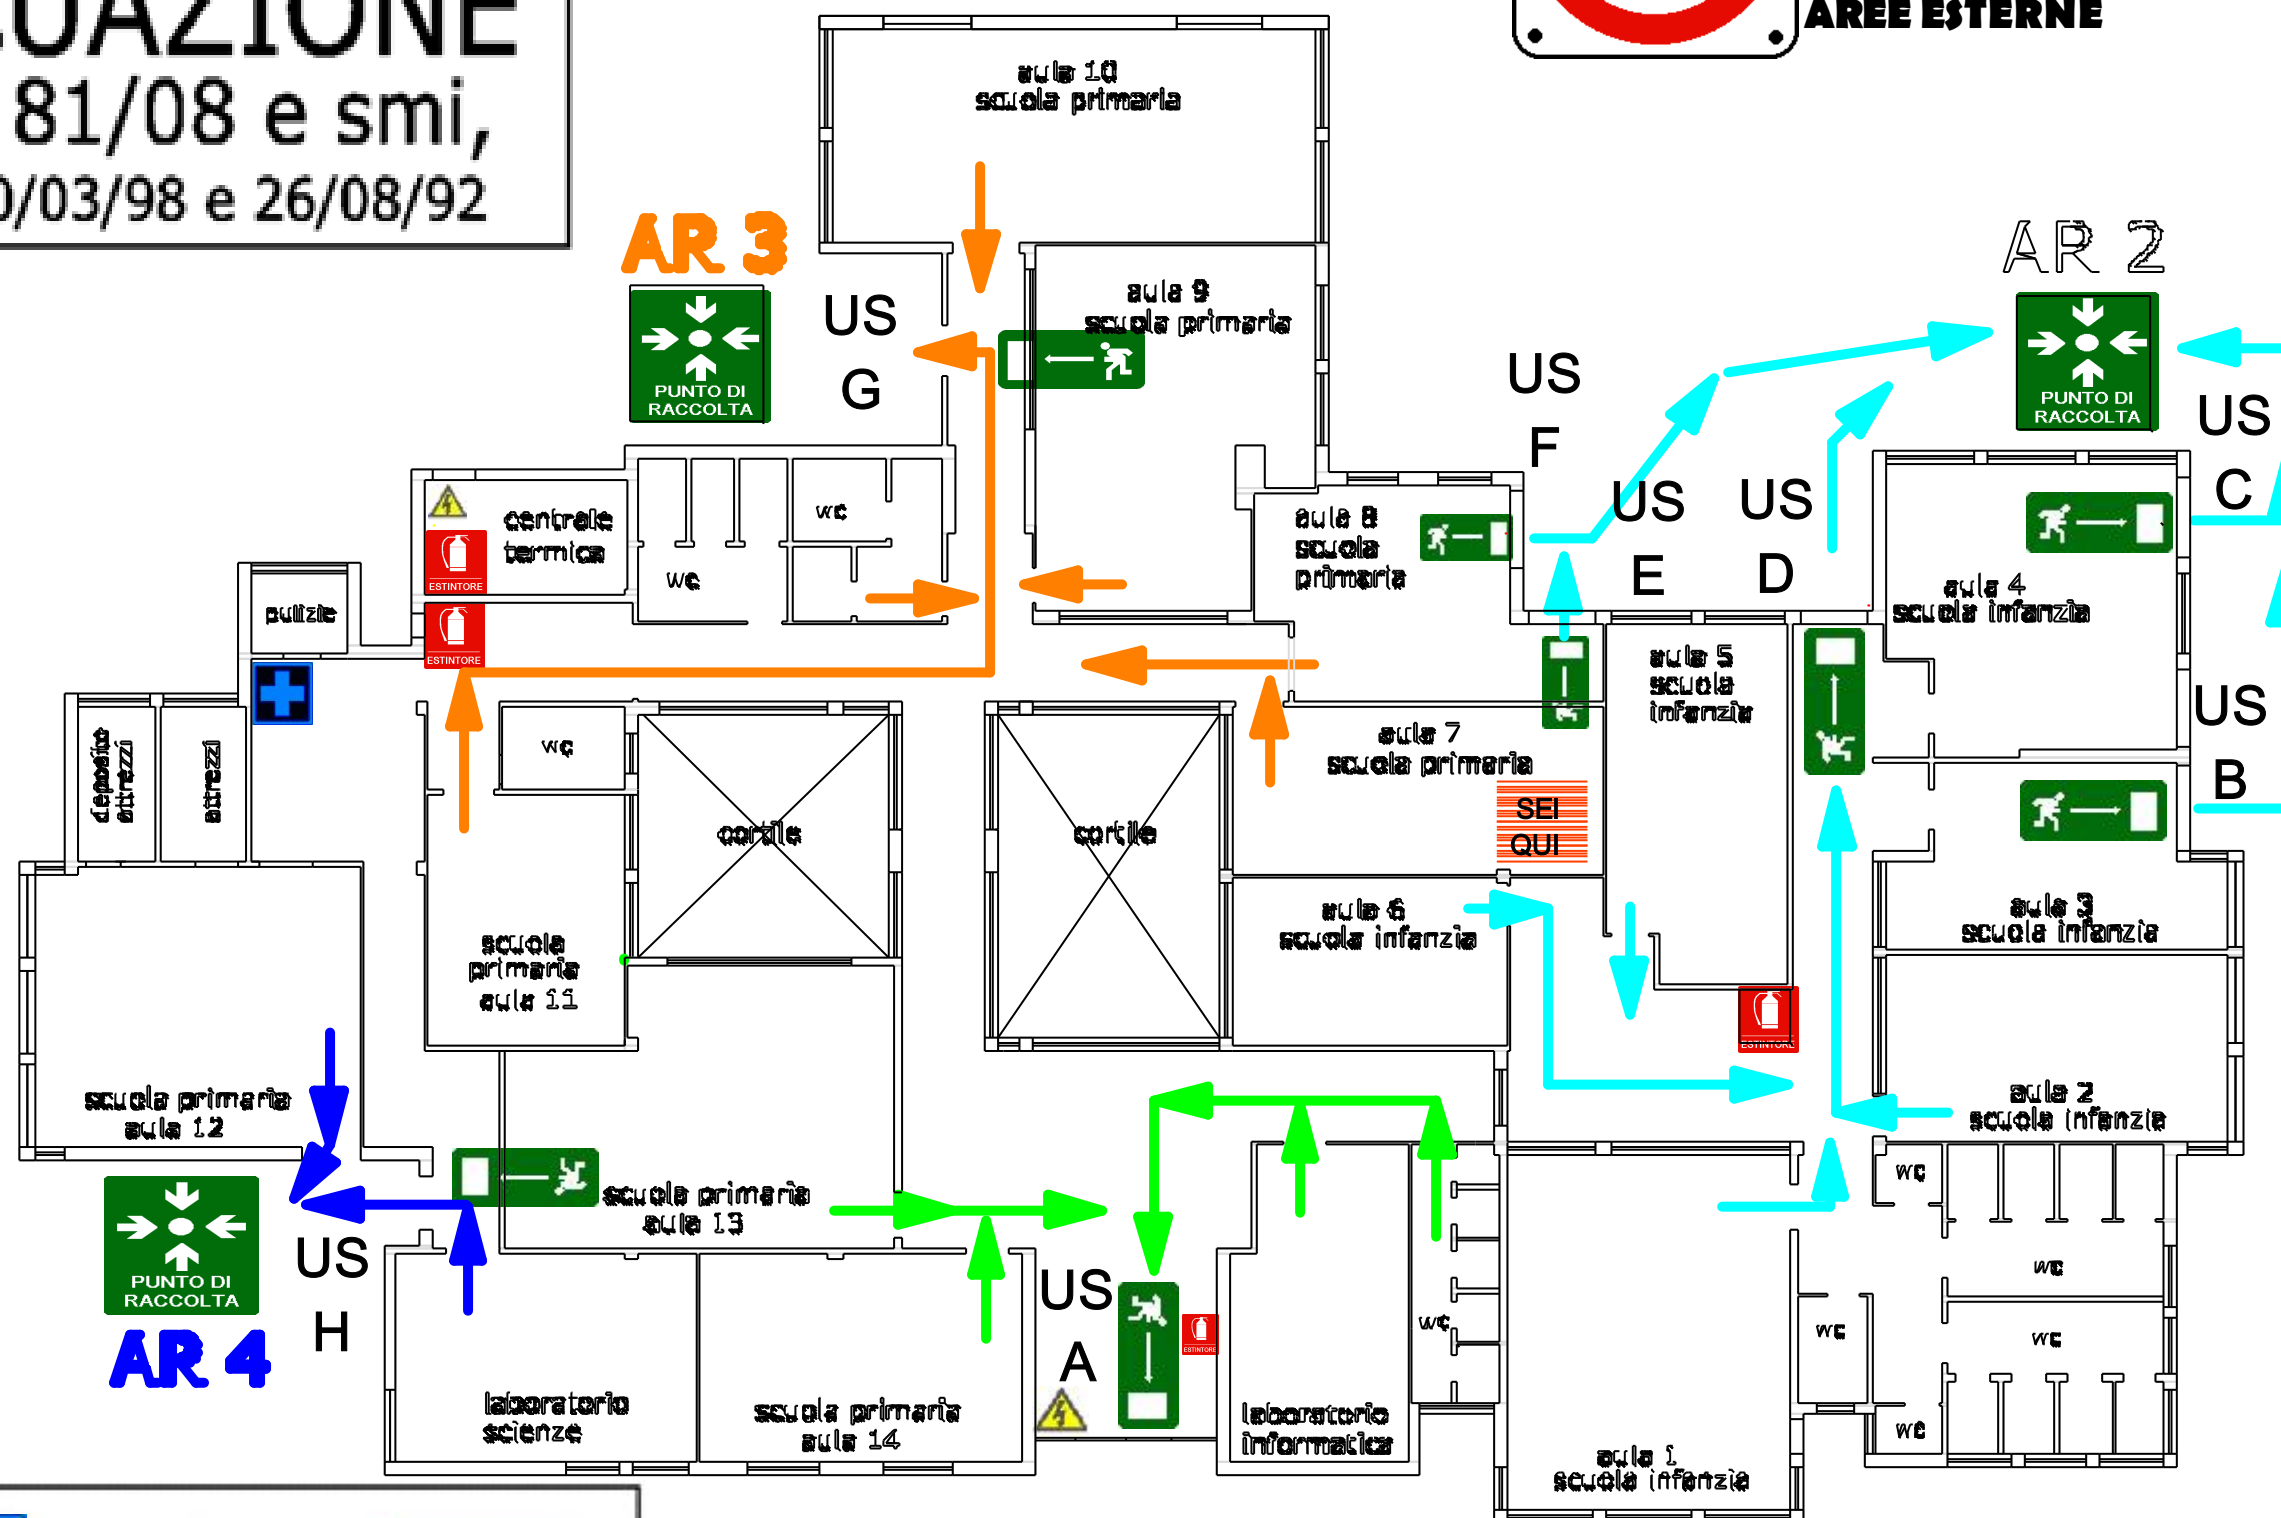 UAZIONE
81/08 e smi,
0/03/98 e 26/08/92
AREE ESTERNE
aula 10
scuola primaria
AR 3
PUNTO DI
RACCOLTA
US
G
aula 9
scuola primaria
AR 2
PUNTO DI
RACCOLTA
US
F
US
E
US
D
US
C
US
B
centrale
termica
ESTINTORE
ESTINTORE
wc
wc
pulizie
aula 8
scuola
primaria
aula 4
scuola infanzia
aula 5
scuola
infanzia
deposito
attrezzi
attrezzi
wc
cortile
cortile
aula 7
scuola primaria
SEI
QUI
aula 6
scuola infanzia
aula 3
scuola infanzia
scuola
primaria
aula 11
ESTINTORE
scuola primaria
aula 12
aula 2
scuola infanzia
scuola primaria
aula 13
PUNTO DI
RACCOLTA
AR 4
US
H
US
A
ESTINTORE
wc
wc
wc
wc
wc
wc
laboratorio
scienze
scuola primaria
aula 14
laboratorio
informatica
aula 1
scuola infanzia